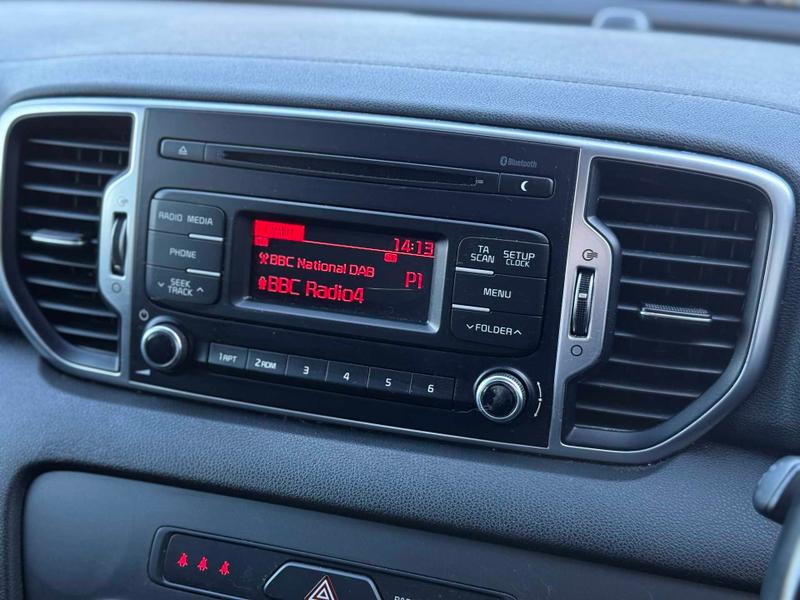 Bluetooth
RADIO MEDIA
PHONE
SEEK
TRACK
14:13
BBC National DAB
P1
BBC Radio4
TA
SCAN
SETUP
CLOCK
MENU
FOLDER
1 RPT
2 RDM
3
4
5
6